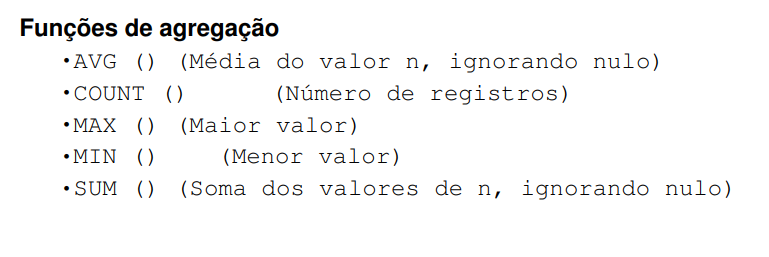 Funções de agregação
•AVG () (Média do valor n, ignorando nulo)
•COUNT () (Número de registros)
•MAX () (Maior valor)
•MIN () (Menor valor)
•SUM () (Soma dos valores de n, ignorando nulo)